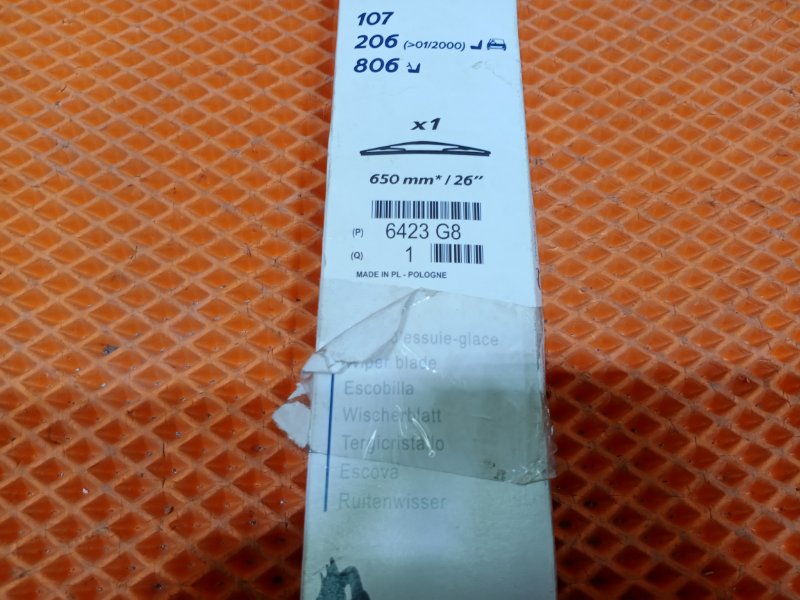 107
206 (>01/2000)
806
x1
650 mm* / 26"
(P) 6423 G8
(Q) 1
MADE IN PL - POLOGNE
essuie-glace
Wiper blade
Escobilla
Wischerblatt
Tergicristallo
Escova
Ruitenwisser